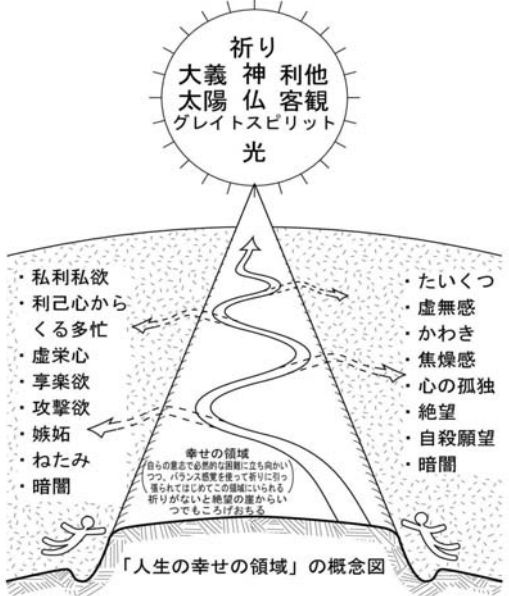 祈り
大義 神 利他
太陽 仏 客観
グレイトスピリット
光
・私利私欲
・利己心から
くる多忙
・虚栄心
・享楽欲
・攻撃欲
・嫉妬
・ねたみ
・暗闇
・たいくつ
・虚無感
・かわき
・焦燥感
・心の孤独
・絶望
・自殺願望
・暗闇
幸せの領域
自らの意志で必然的な困難に立ち向かい
つつ、バランス感覚を使って祈りに引っ
張られてはじめてこの領域にいられる
祈りがないと絶望の崖からい
つでもころげおちる
「人生の幸せの領域」の概念図